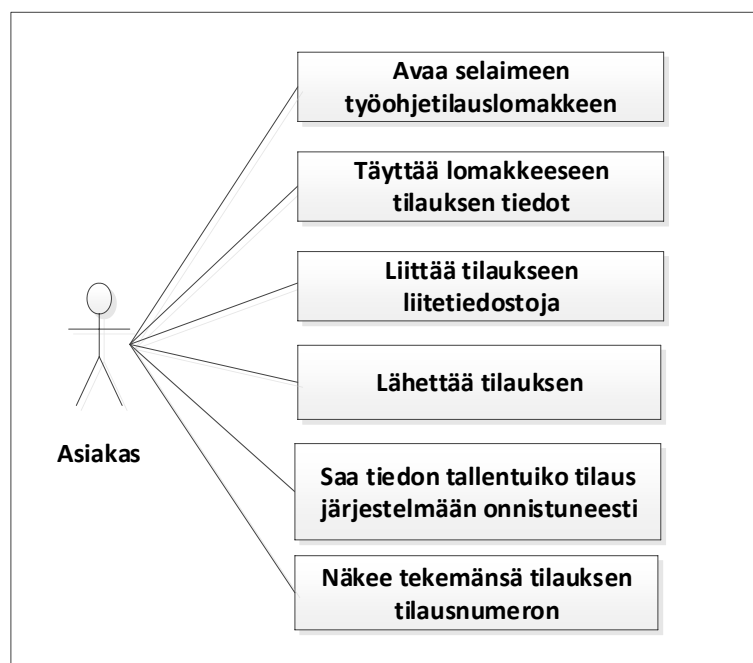 Avaa selaimeen
työohjetilauslomakkeen
Täyttää lomakkeeseen
tilauksen tiedot
Liittää tilaukseen
liitetiedostoja
Lähettää tilauksen
Asiakas
Saa tiedon tallentuiko tilaus
järjestelmään onnistuneesti
Näkee tekemänsä tilauksen
tilausnumeron